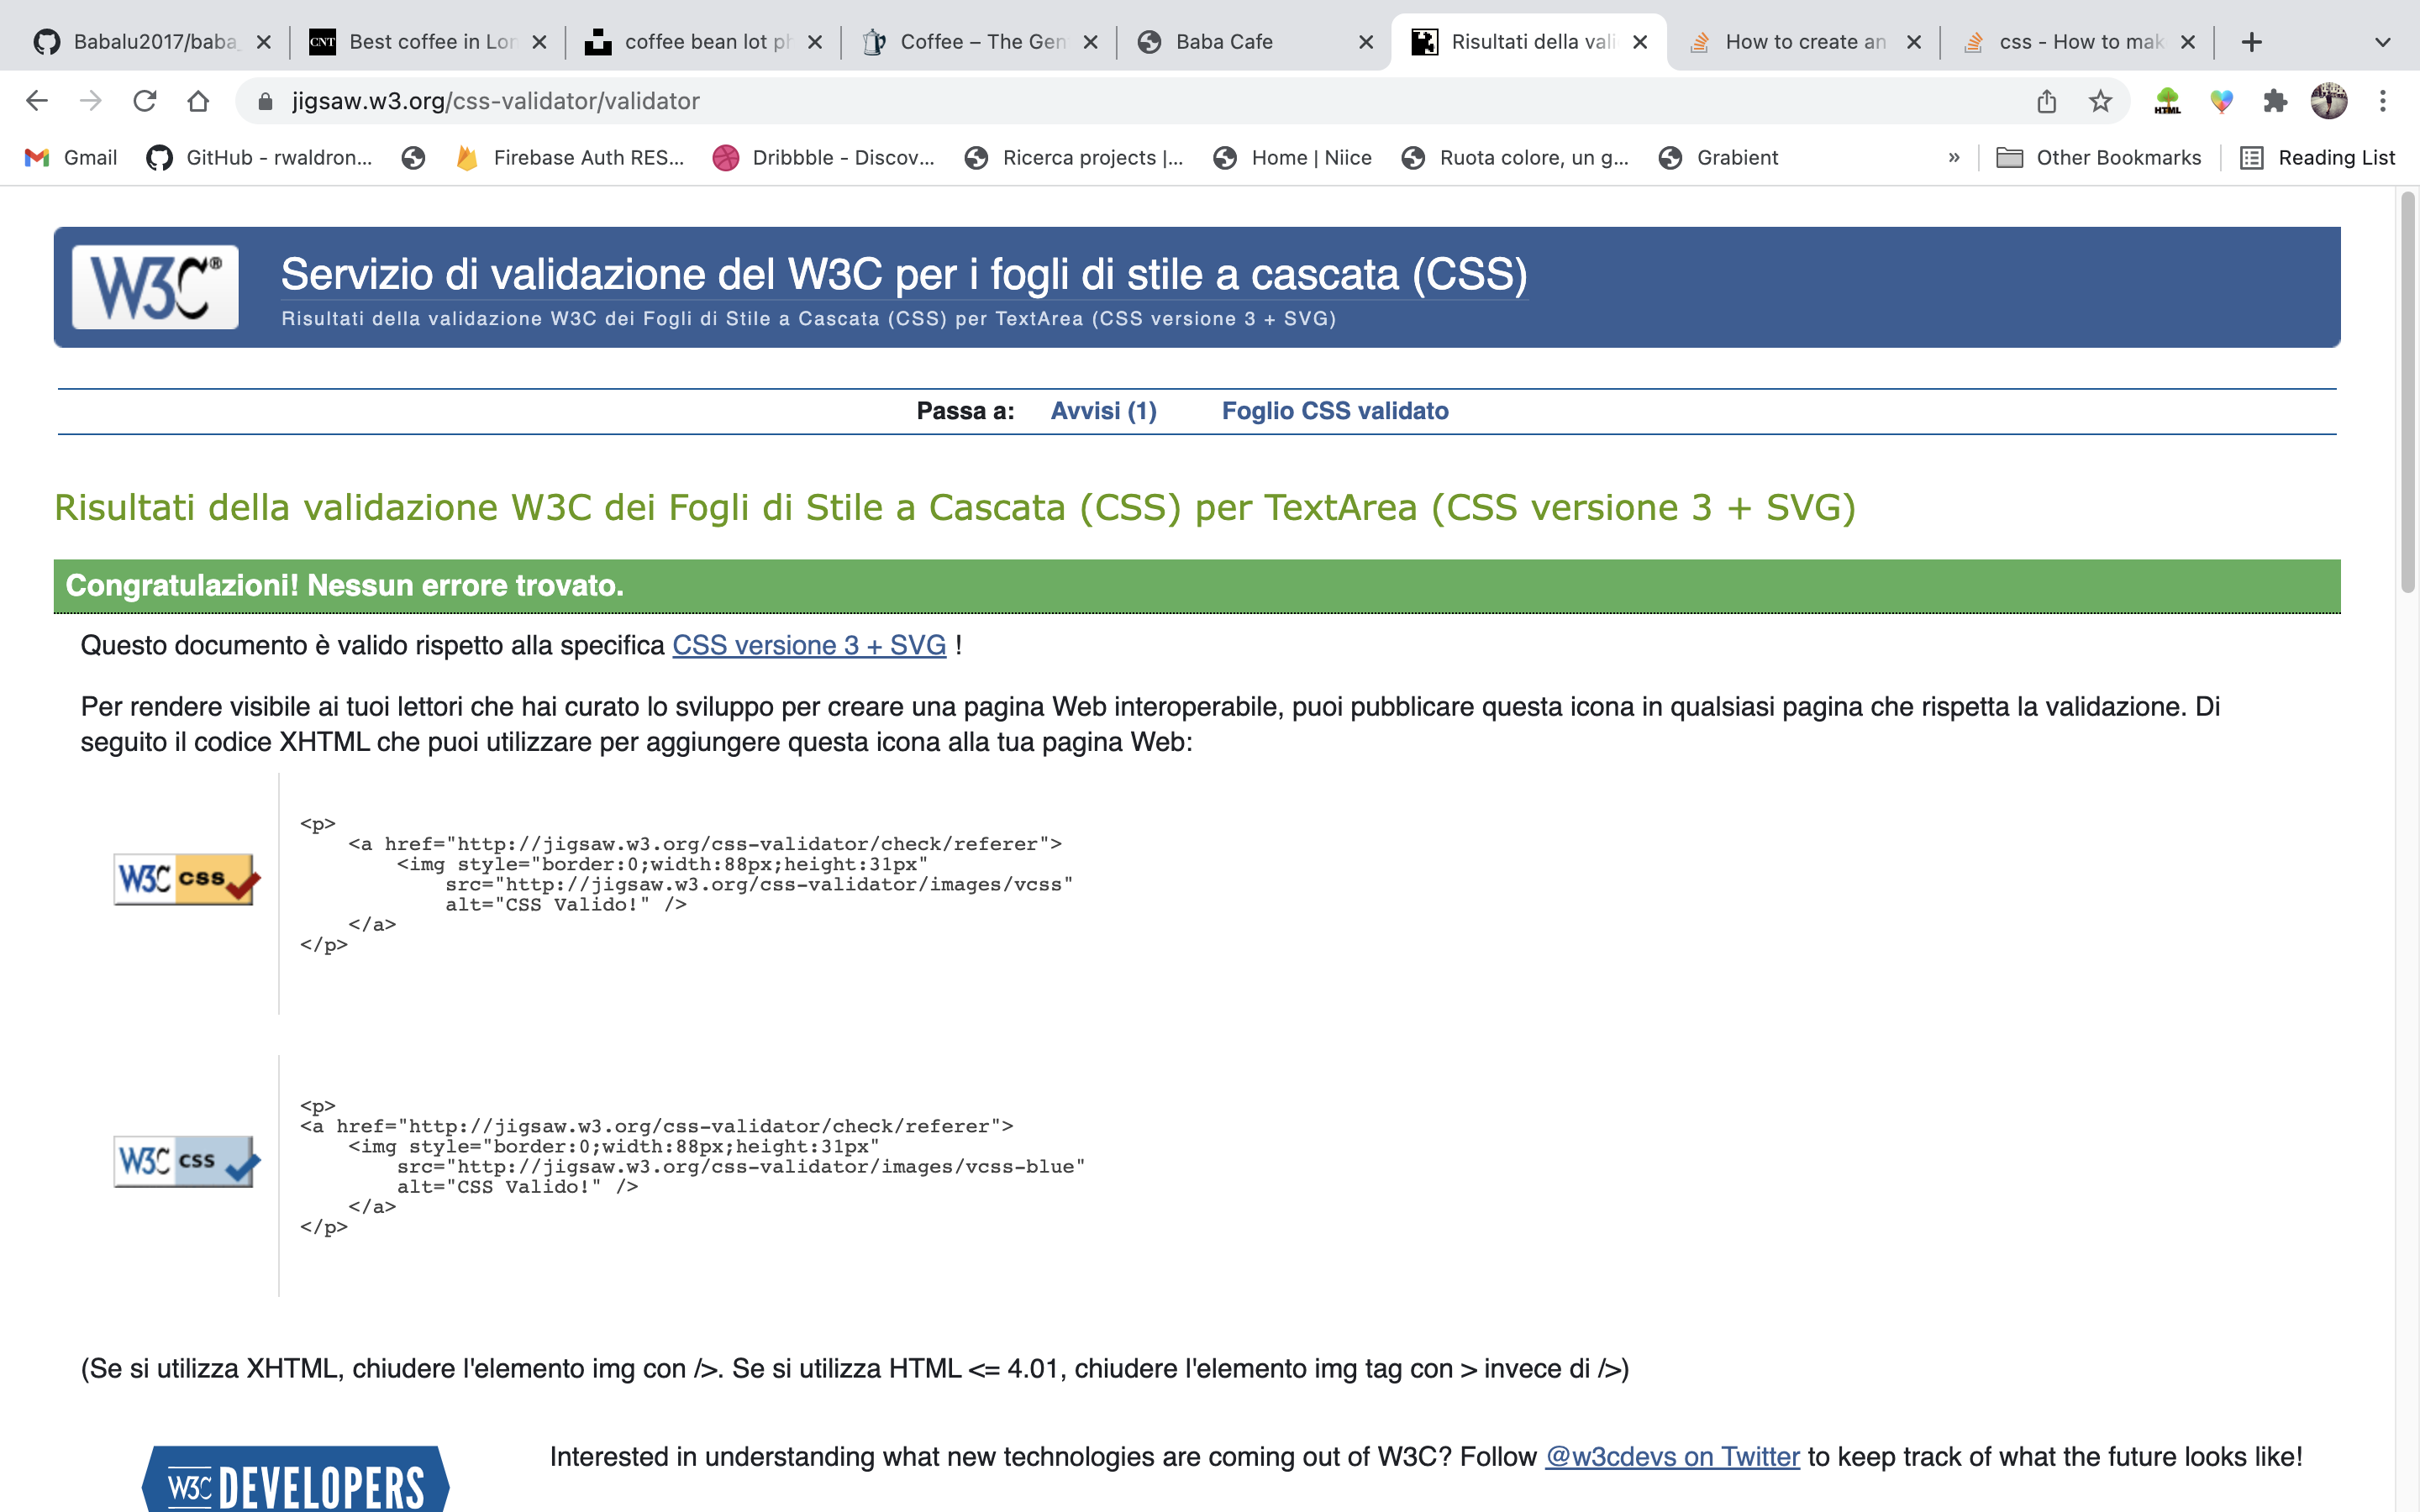 Babalu2017/baba_
Best coffee in Lon
coffee bean lot ph
Coffee – The Gen
Baba Cafe
Risultati della vali
How to create an
css - How to mak
jigsaw.w3.org/css-validator/validator
HTML
Gmail
GitHub - rwaldron...
Firebase Auth RES...
Dribbble - Discov...
Ricerca projects |...
Home | Niice
Ruota colore, un g...
Grabient
»
Other Bookmarks
Reading List
W3C®
Servizio di validazione del W3C per i fogli di stile a cascata (CSS)
Risultati della validazione W3C dei Fogli di Stile a Cascata (CSS) per TextArea (CSS versione 3 + SVG)
Passa a: Avvisi (1) Foglio CSS validato
Risultati della validazione W3C dei Fogli di Stile a Cascata (CSS) per TextArea (CSS versione 3 + SVG)
Congratulazioni! Nessun errore trovato.
Questo documento è valido rispetto alla specifica CSS versione 3 + SVG !
Per rendere visibile ai tuoi lettori che hai curato lo sviluppo per creare una pagina Web interoperabile, puoi pubblicare questa icona in qualsiasi pagina che rispetta la validazione. Di
seguito il codice XHTML che puoi utilizzare per aggiungere questa icona alla tua pagina Web:
W3C css
<p>
<a href="http://jigsaw.w3.org/css-validator/check/referer">
<img style="border:0;width:88px;height:31px"
src="http://jigsaw.w3.org/css-validator/images/vcss"
alt="CSS Valido!" />
</a>
</p>
W3C css
<p>
<a href="http://jigsaw.w3.org/css-validator/check/referer">
<img style="border:0;width:88px;height:31px"
src="http://jigsaw.w3.org/css-validator/images/vcss-blue"
alt="CSS Valido!" />
</a>
</p>
(Se si utilizza XHTML, chiudere l'elemento img con />. Se si utilizza HTML <= 4.01, chiudere l'elemento img tag con > invece di />)
W3C DEVELOPERS
Interested in understanding what new technologies are coming out of W3C? Follow @w3cdevs on Twitter to keep track of what the future looks like!